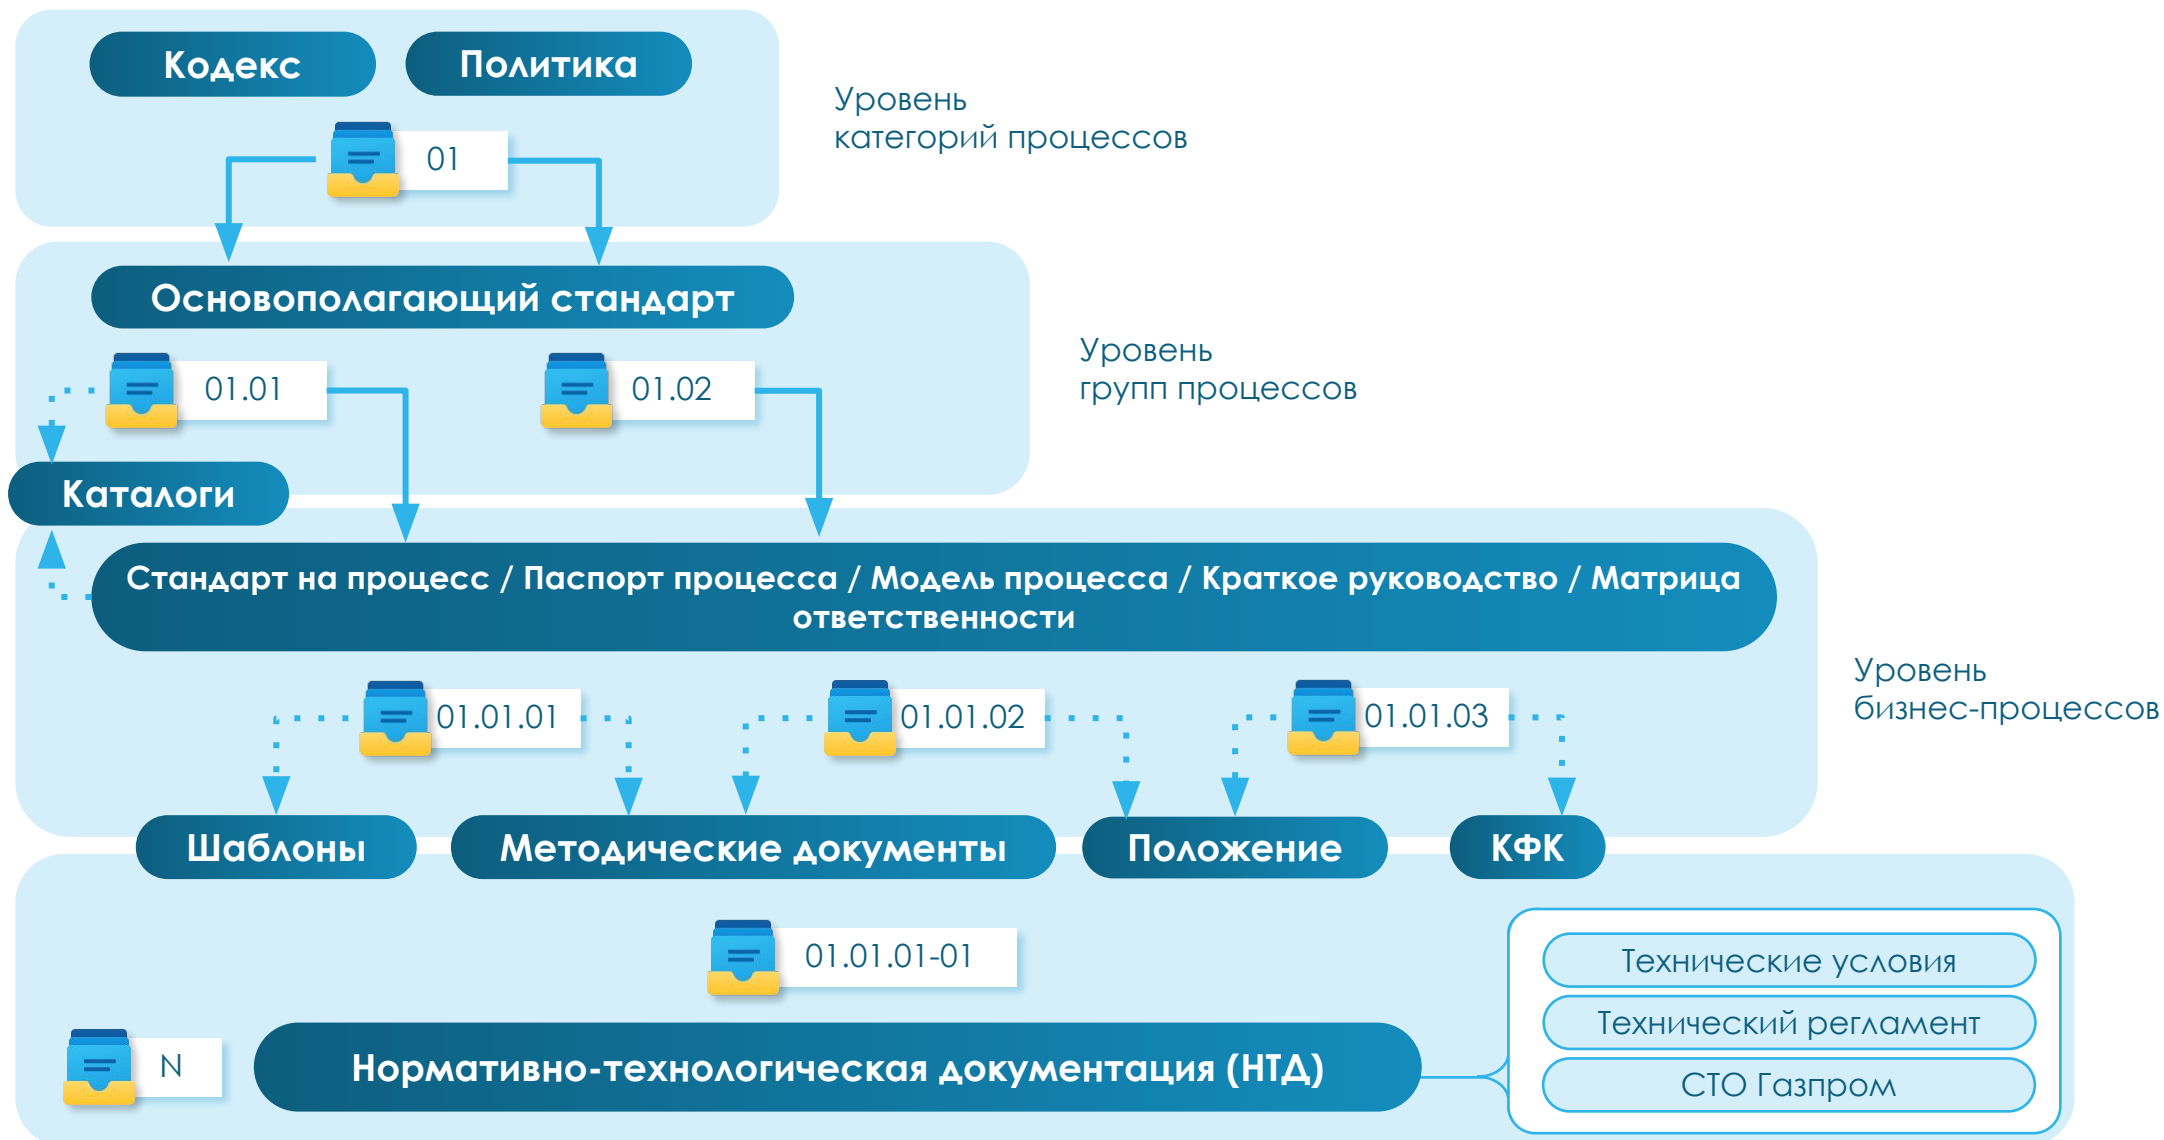 Кодекс
Политика
Уровень
категорий процессов
01
Основополагающий стандарт
Уровень
групп процессов
01.01
01.02
Каталоги
Стандарт на процесс / Паспорт процесса / Модель процесса / Краткое руководство / Матрица
ответственности
Уровень
бизнес-процессов
01.01.01
01.01.02
01.01.03
Шаблоны
Методические документы
Положение
КФК
01.01.01-01
Технические условия
Технический регламент
СТО Газпром
N
Нормативно-технологическая документация (НТД)